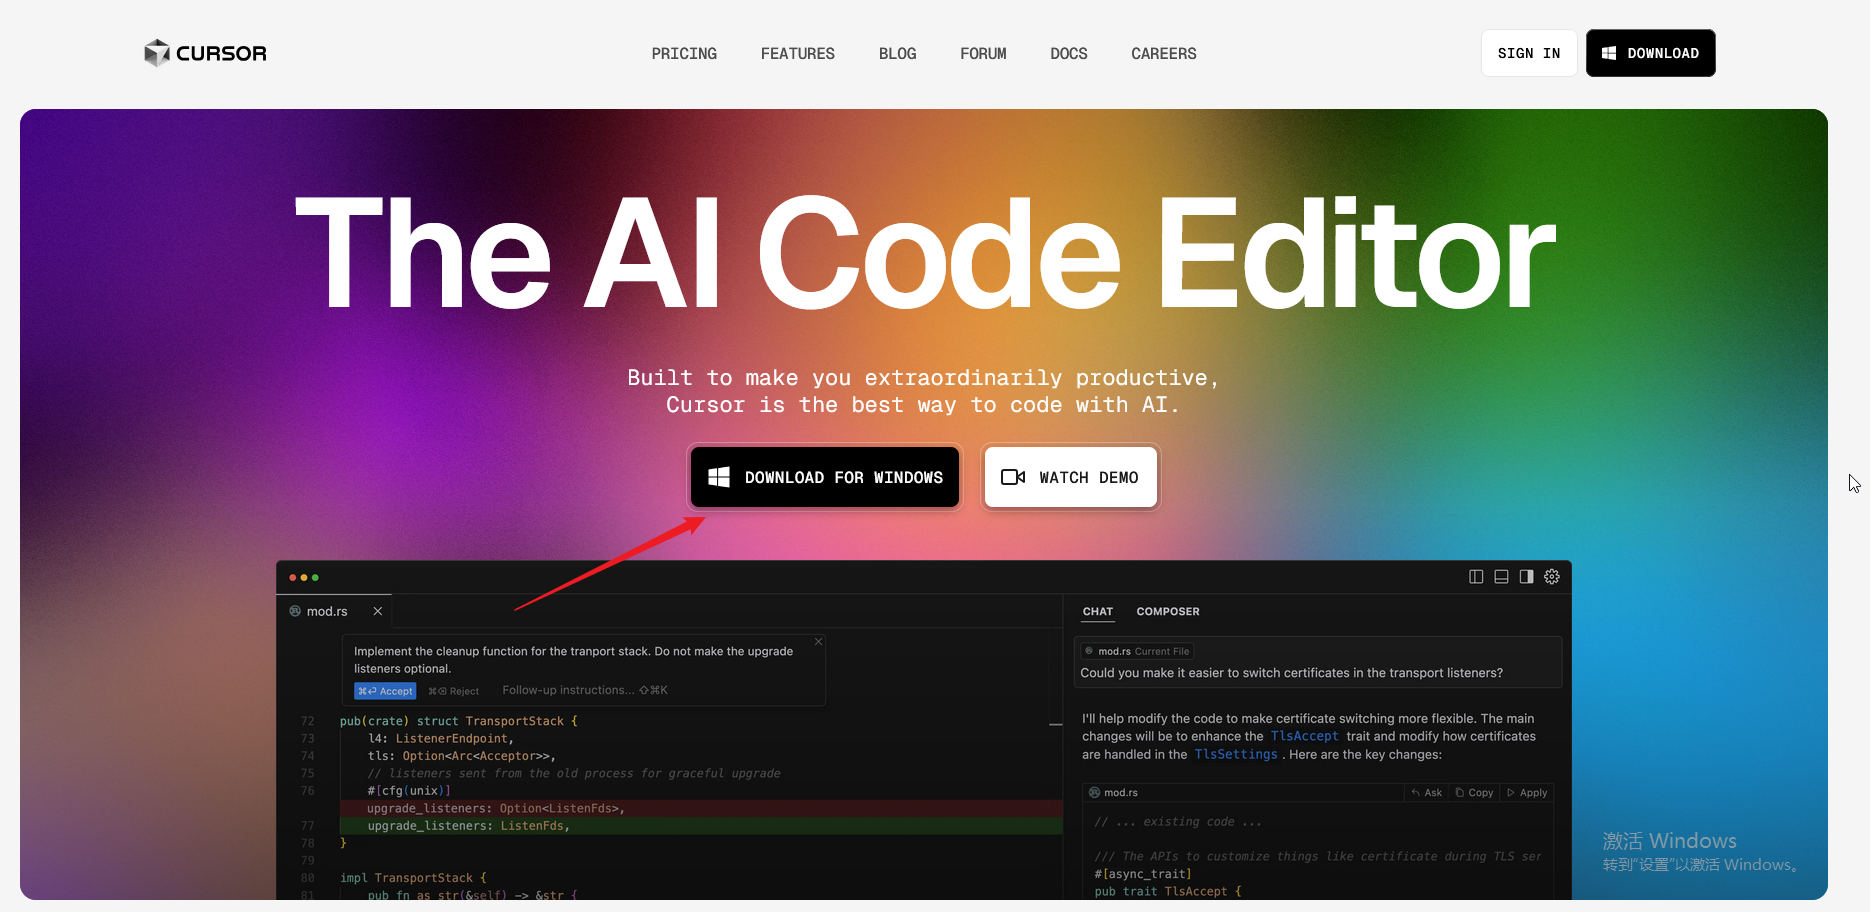 CURSOR
PRICING
FEATURES
BLOG
FORUM
DOCS
CAREERS
SIGN IN
DOWNLOAD
The AI Code Editor
Built to make you extraordinarily productive,
Cursor is the best way to code with AI.
DOWNLOAD FOR WINDOWS
WATCH DEMO
mod.rs
Implement the cleanup function for the tranport stack. Do not make the upgrade
listeners optional.
⌘⏎ Accept
⌘⌫ Reject
Follow-up instructions... ⇧⌘K
72 pub(crate) struct TransportStack {
73 l4: ListenerEndpoint,
74 tls: Option<Arc<Acceptor>>,
75 // listeners sent from the old process for graceful upgrade
76 #[cfg(unix)]
upgrade_listeners: Option<ListenFds>,
77 upgrade_listeners: ListenFds,
78 }
79
80 impl TransportStack {
81 pub fn as_str(&self) -> &str {
CHAT
COMPOSER
mod.rs Current File
Could you make it easier to switch certificates in the transport listeners?
I'll help modify the code to make certificate switching more flexible. The main
changes will be to enhance the TlsAccept trait and modify how certificates
are handled in the TlsSettings. Here are the key changes:
mod.rs
Ask
Copy
Apply
// ... existing code ...
/// The APIs to customize things like certificate during TLS ser
#[async_trait]
pub trait TlsAccept {
激活 Windows
转到“设置”以激活 Windows。